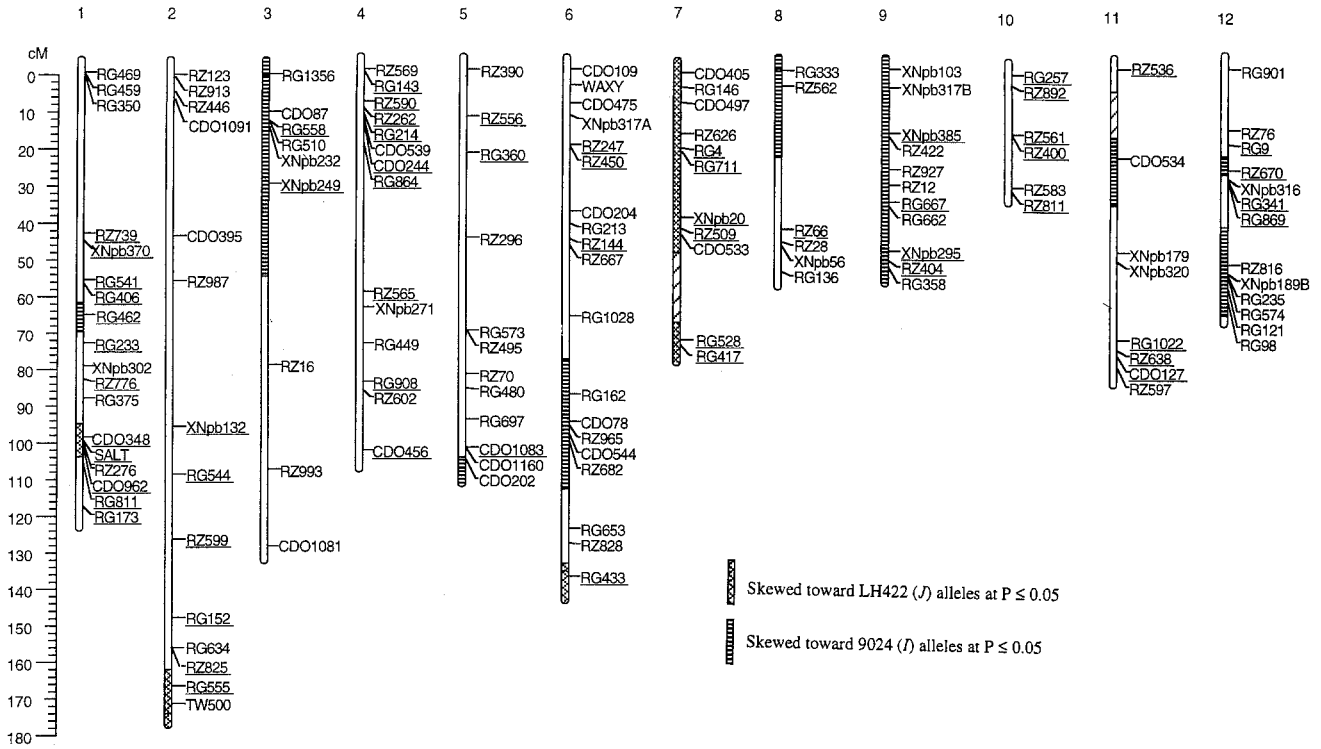 1 2 3 4 5 6 7 8 9 10 11 12
cM
0
10
20
30
40
50
60
70
80
90
100
110
120
130
140
150
160
170
180
RG469
RG459
RG350
RZ739
XNpb370
RG541
RG406
RG462
RG233
XNpb302
RZ776
RG375
CDO348
SALT
RZ276
CDO962
RG811
RG173
RZ123
RZ913
RZ446
CDO1091
CDO395
RZ987
XNpb132
RG544
RZ599
RG152
RG634
RZ825
RG555
TW500
RG1356
CDO87
RG558
RG510
XNpb232
XNpb249
RZ16
RZ993
CDO1081
RZ569
RG143
RZ590
RZ262
RG214
CDO539
CDO244
RG864
RZ565
XNpb271
RG449
RG908
RZ602
CDO456
RZ390
RZ556
RG360
RZ296
RG573
RZ495
RZ70
RG480
RG697
CDO1083
CDO1160
CDO202
CDO109
WAXY
CDO475
XNpb317A
RZ247
RZ450
CDO204
RG213
RZ144
RZ667
RG1028
RG162
CDO78
RZ965
CDO544
RZ682
RG653
RZ828
RG433
CDO405
RG146
CDO497
RZ626
RG4
RG711
XNpb20
RZ509
CDO533
RG528
RG417
RG333
RZ562
RZ66
RZ28
XNpb56
RG136
XNpb103
XNpb317B
XNpb385
RZ422
RZ927
RZ12
RG667
RG662
XNpb295
RZ404
RG358
RG257
RZ892
RZ561
RZ400
RZ583
RZ811
RZ536
CDO534
XNpb179
XNpb320
RG1022
RZ638
CDO127
RZ597
RG901
RZ76
RG9
RZ670
XNpb316
RG341
RG869
RZ816
XNpb189B
RG235
RG574
RG121
RG98
Skewed toward LH422 (J) alleles at P ≤ 0.05
Skewed toward 9024 (I) alleles at P ≤ 0.05